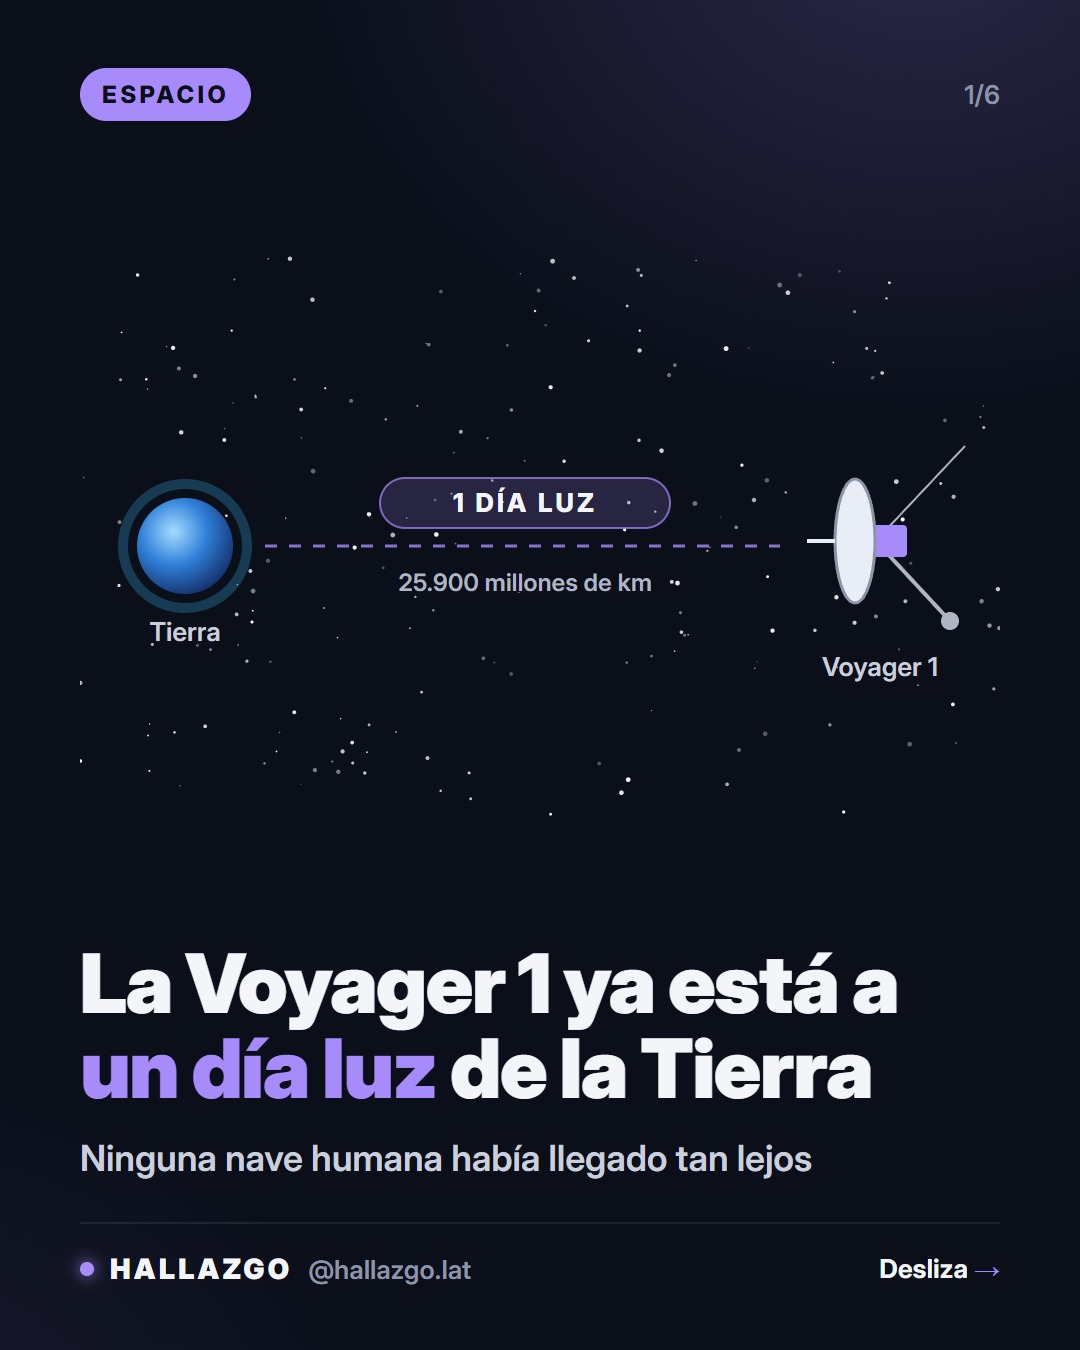 ESPACIO
1/6
1 DÍA LUZ
25.900 millones de km
Tierra
Voyager 1
La Voyager 1 ya está a
un día luz de la Tierra
Ninguna nave humana había llegado tan lejos
HALLAZGO @hallazgo.lat
Desliza →